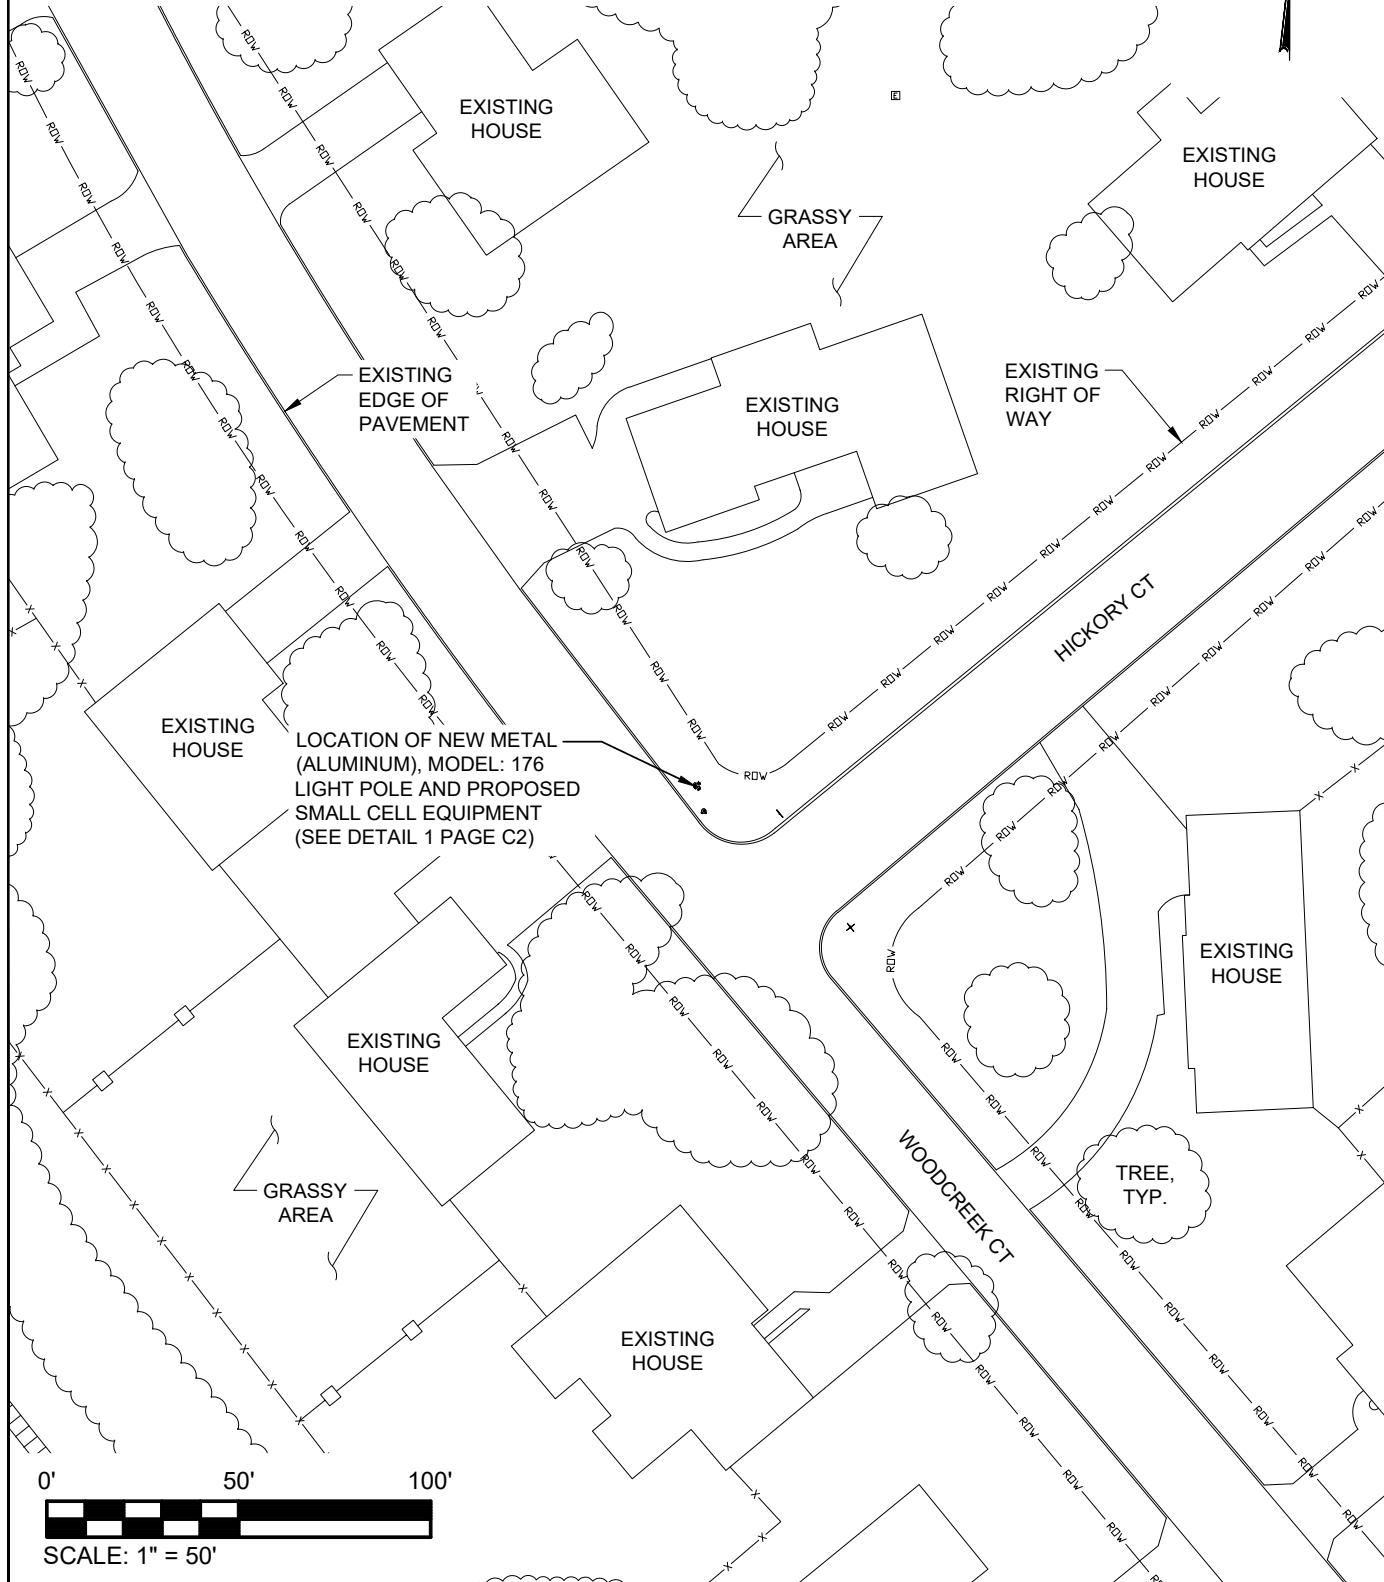 EXISTING
HOUSE
EXISTING
HOUSE
GRASSY
AREA
EXISTING
EDGE OF
PAVEMENT
EXISTING
HOUSE
EXISTING
RIGHT OF
WAY
HICKORY CT
EXISTING
HOUSE
LOCATION OF NEW METAL
(ALUMINUM), MODEL: 176
LIGHT POLE AND PROPOSED
SMALL CELL EQUIPMENT
(SEE DETAIL 1 PAGE C2)
ROW
EXISTING
HOUSE
EXISTING
HOUSE
WOODCREEK CT
TREE,
TYP.
GRASSY
AREA
EXISTING
HOUSE
0' 50' 100'
SCALE: 1" = 50'